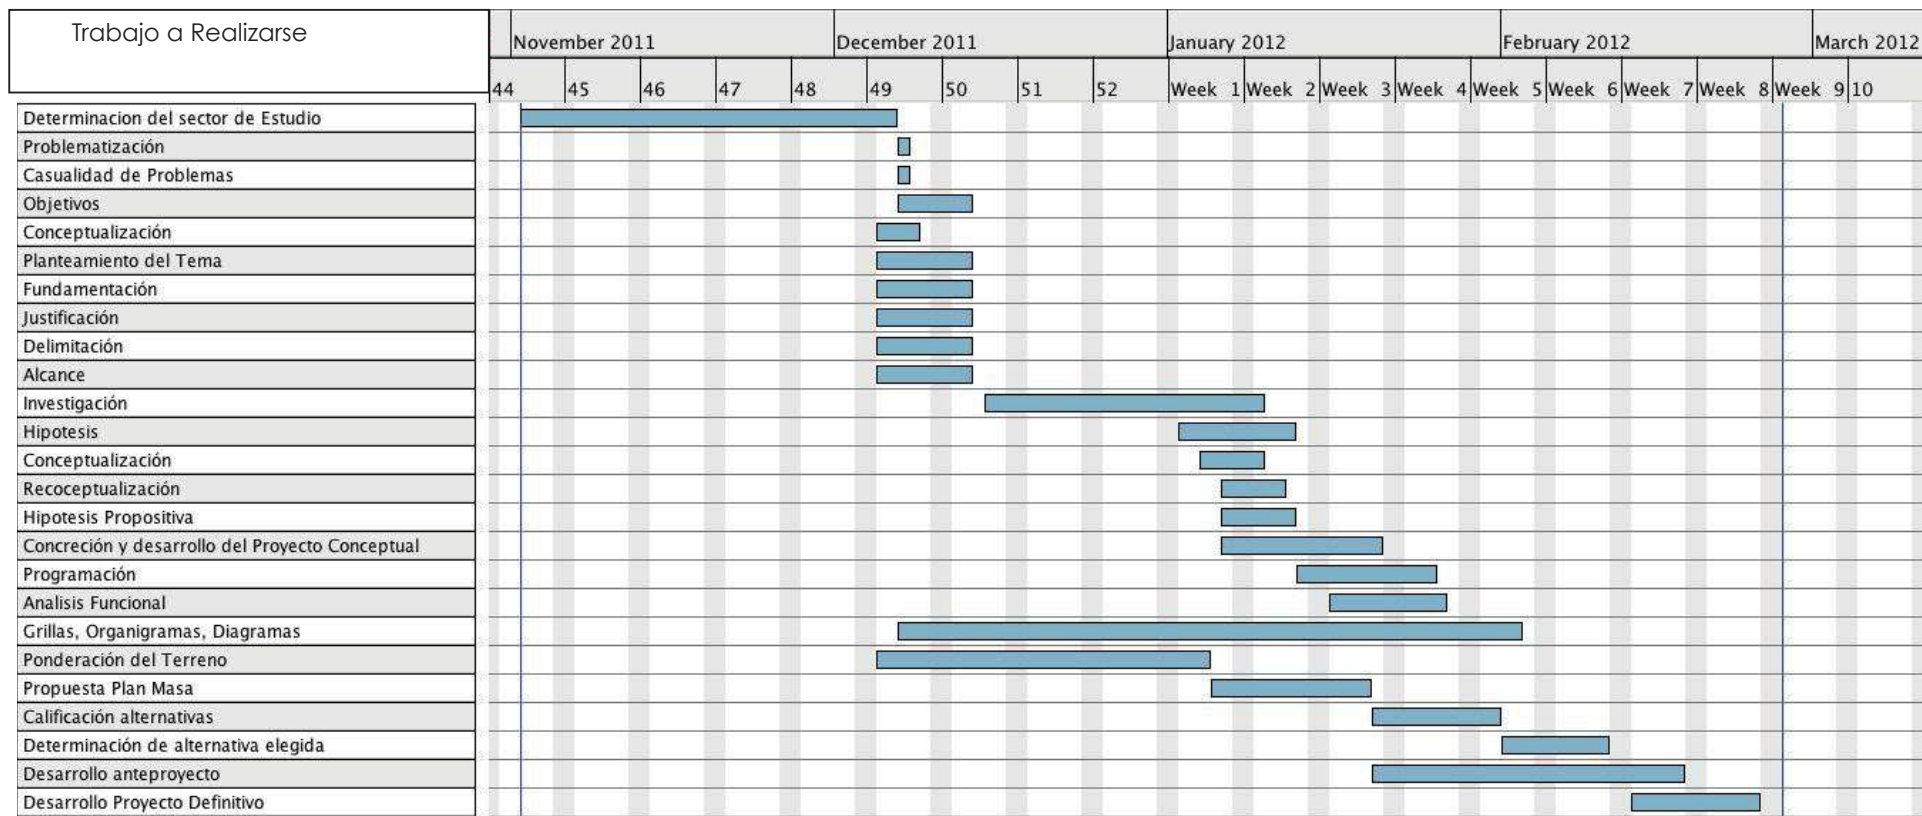 Trabajo a Realizarse
November 2011 December 2011 January 2012 February 2012 March 2012
44 45 46 47 48 49 50 51 52 Week 1 Week 2 Week 3 Week 4 Week 5 Week 6 Week 7 Week 8 Week 9 10
Determinacion del sector de Estudio
Problematización
Casualidad de Problemas
Objetivos
Conceptualización
Planteamiento del Tema
Fundamentación
Justificación
Delimitación
Alcance
Investigación
Hipotesis
Conceptualización
Recoceptualización
Hipotesis Propositiva
Concreción y desarrollo del Proyecto Conceptual
Programación
Analisis Funcional
Grillas, Organigramas, Diagramas
Ponderación del Terreno
Propuesta Plan Masa
Calificación alternativas
Determinación de alternativa elegida
Desarrollo anteproyecto
Desarrollo Proyecto Definitivo